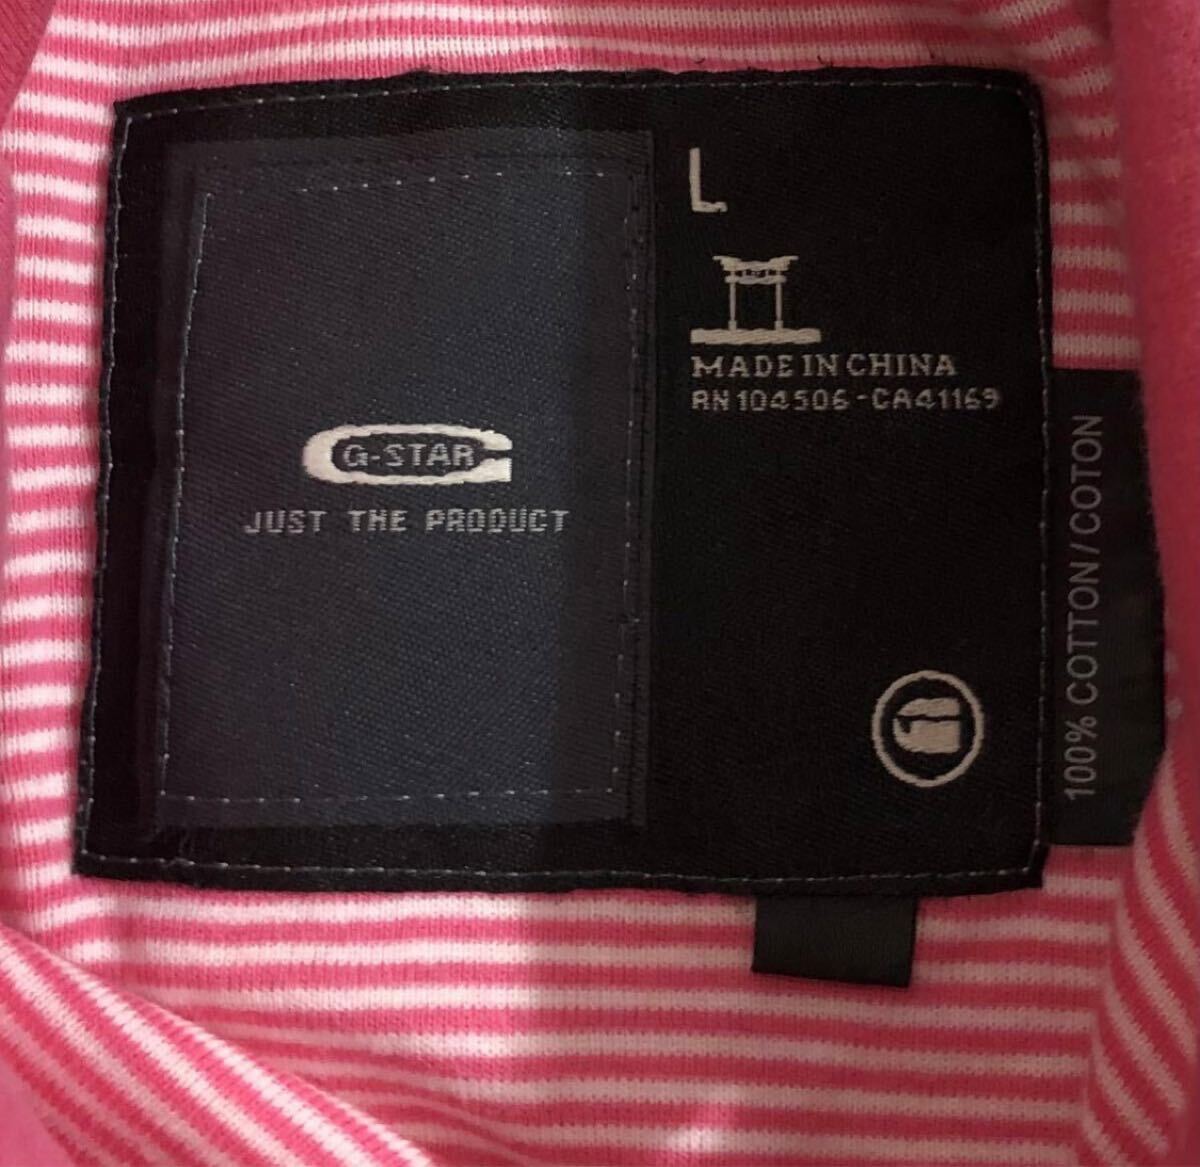 G-STAR
JUST THE PRODUCT
L
MADE IN CHINA
RN 104506-CA41169
100% COTTON/COTON